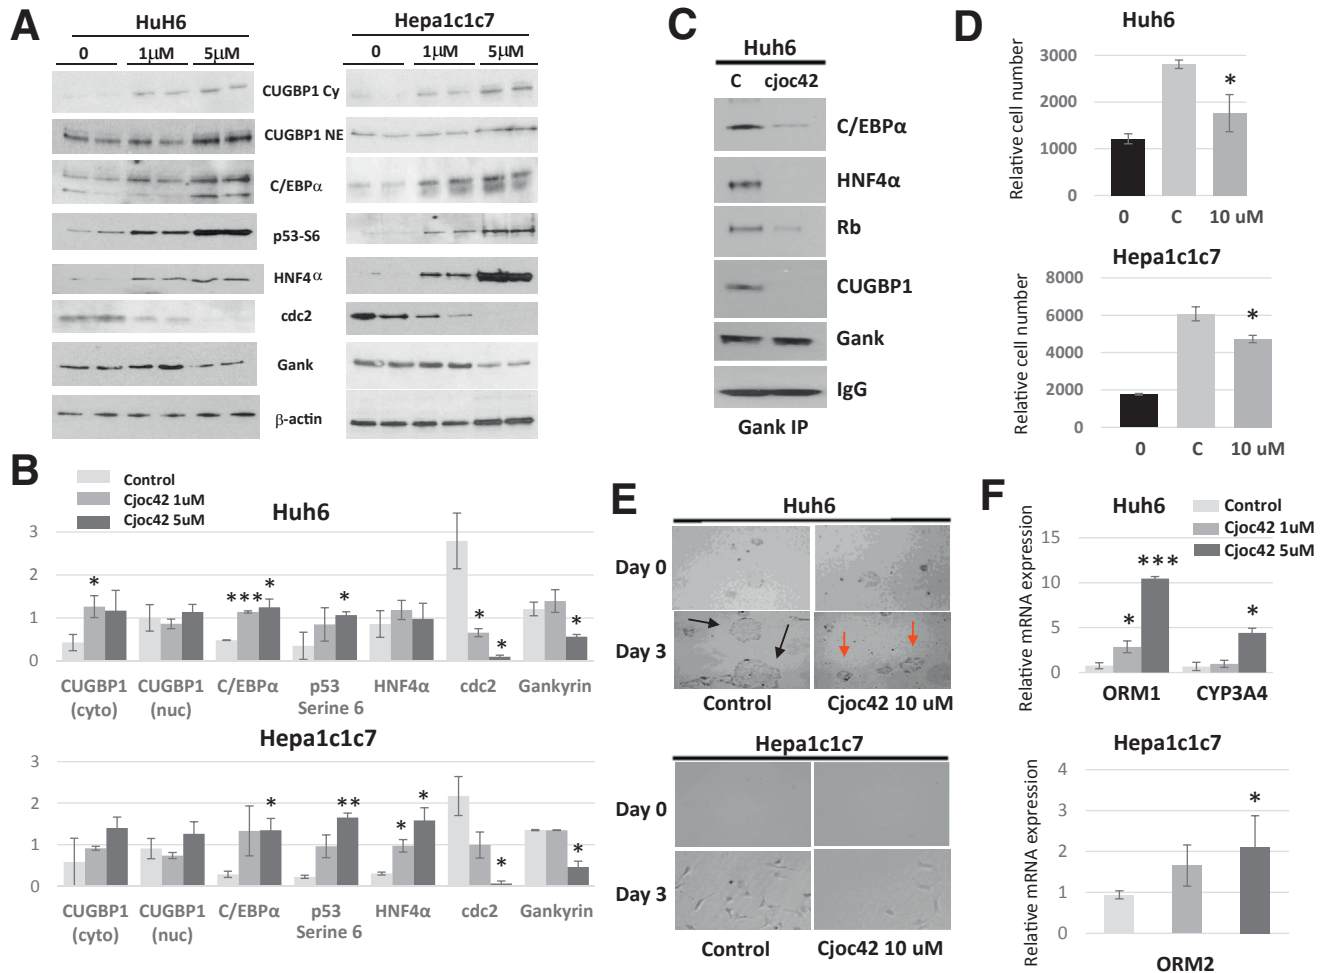 A
HuH6
0 1µM 5µM
Hepa1c1c7
0 1µM 5µM
CUGBP1 Cy
CUGBP1 NE
C/EBPα
p53-S6
HNF4α
cdc2
Gank
β-actin
B
Control
Cjoc42 1uM
Cjoc42 5uM
Huh6
3
2
1
0
* *** * * * * *
CUGBP1 (cyto)
CUGBP1 (nuc)
C/EBPα
p53 Serine 6
HNF4α
cdc2
Gankyrin
Hepa1c1c7
3
2
1
0
* ** * * * *
CUGBP1 (cyto)
CUGBP1 (nuc)
C/EBPα
p53 Serine 6
HNF4α
cdc2
Gankyrin
C
Huh6
C cjoc42
C/EBPα
HNF4α
Rb
CUGBP1
Gank
IgG
Gank IP
D
Huh6
Relative cell number
3000
2000
1000
0
*
0 C 10 uM
Hepa1c1c7
Relative cell number
8000
6000
4000
2000
0
*
0 C 10 uM
E
Huh6
Day 0
Day 3
Control Cjoc42 10 uM
Hepa1c1c7
Day 0
Day 3
Control Cjoc42 10 uM
F
Huh6
Control
Cjoc42 1uM
Cjoc42 5uM
Relative mRNA expression
15
10
5
0
* *** *
ORM1 CYP3A4
Hepa1c1c7
Relative mRNA expression
4
3
2
1
0
*
ORM2